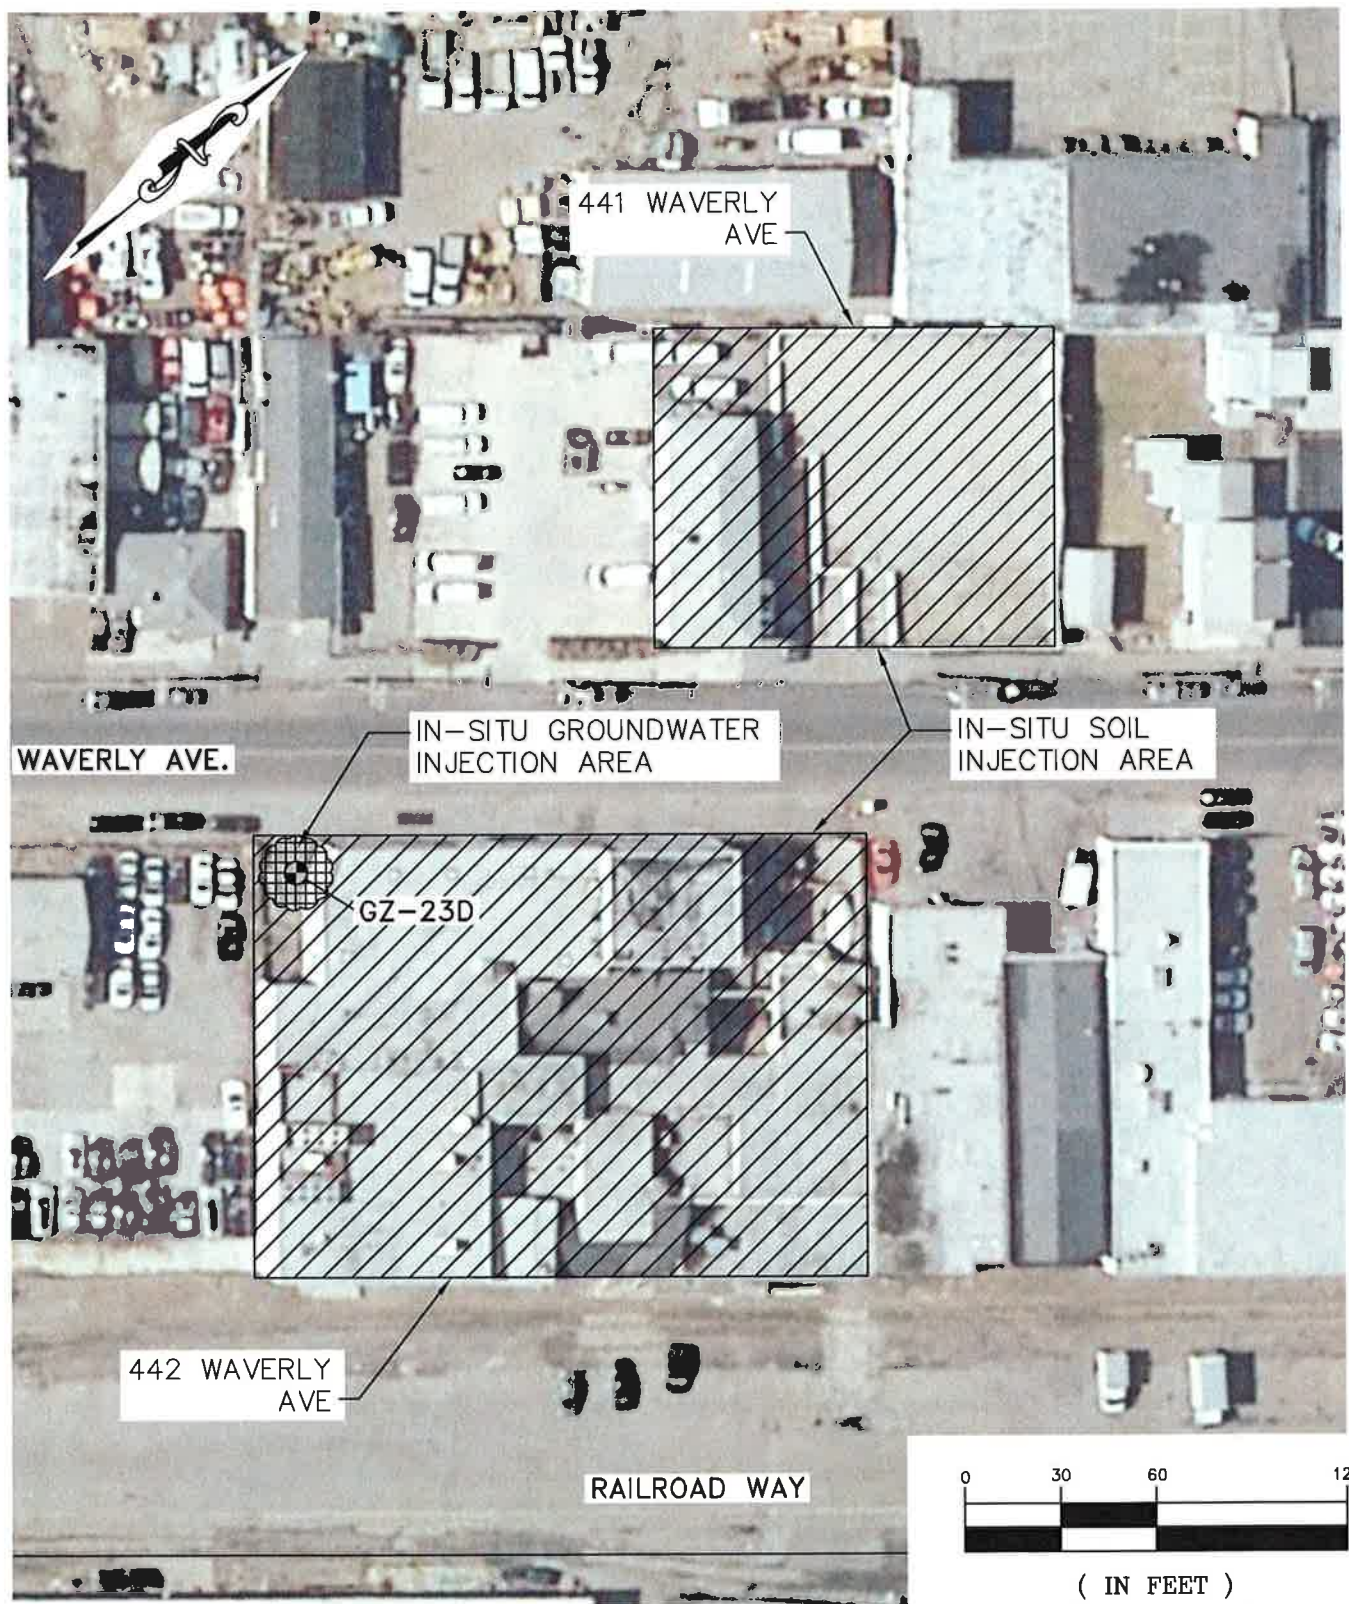 441 WAVERLY
AVE
IN-SITU GROUNDWATER
INJECTION AREA
IN-SITU SOIL
INJECTION AREA
WAVERLY AVE.
GZ-23D
442 WAVERLY
AVE
RAILROAD WAY
0 30 60 12
( IN FEET )